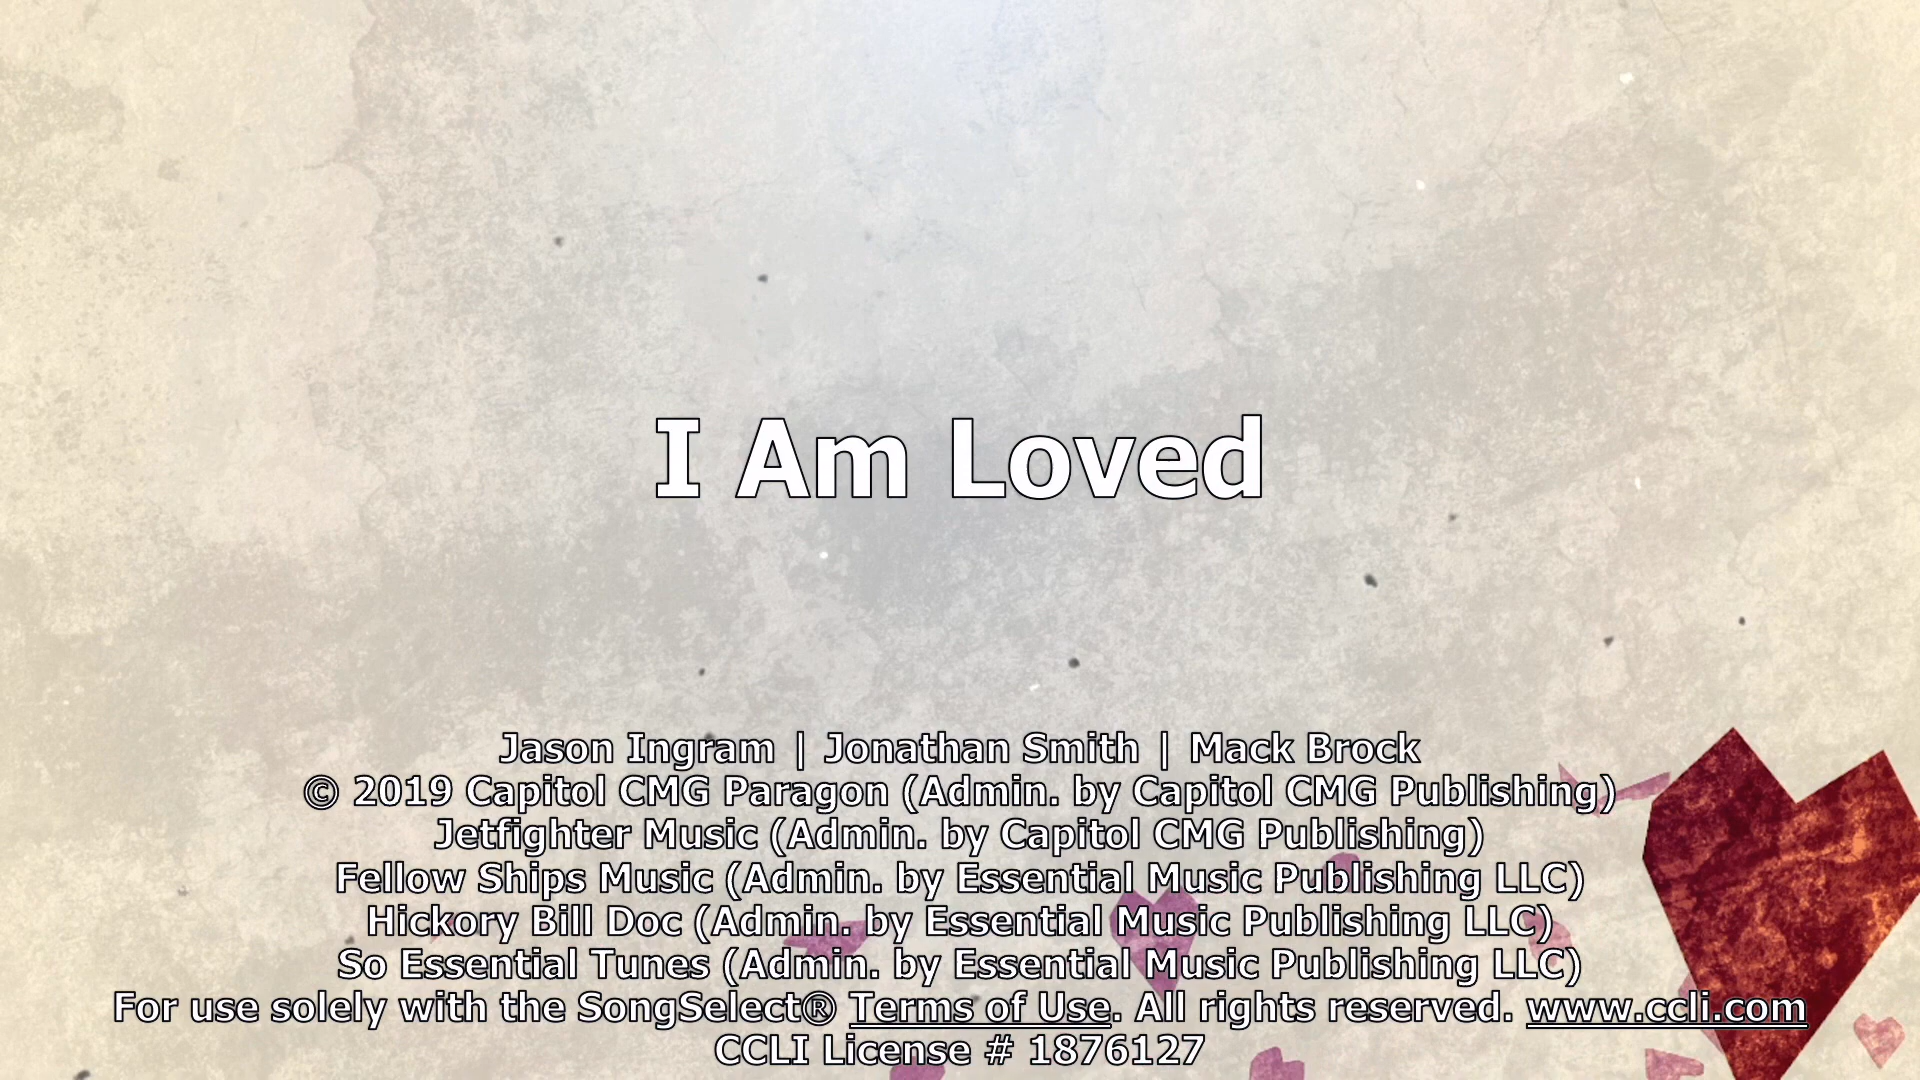 I Am Loved
Jason Ingram | Jonathan Smith | Mack Brock
© 2019 Capitol CMG Paragon (Admin. by Capitol CMG Publishing)
Jetfighter Music (Admin. by Capitol CMG Publishing)
Fellow Ships Music (Admin. by Essential Music Publishing LLC)
Hickory Bill Doc (Admin. by Essential Music Publishing LLC)
So Essential Tunes (Admin. by Essential Music Publishing LLC)
For use solely with the SongSelect® Terms of Use. All rights reserved. www.ccli.com
CCLI License # 1876127